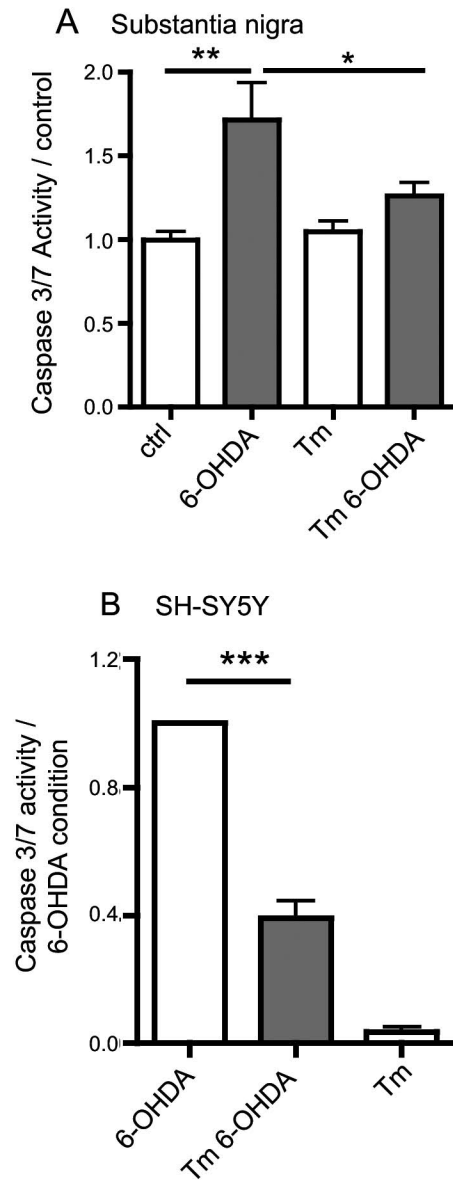 A Substantia nigra
** *
Caspase 3/7 Activity / control
2.0
1.5
1.0
0.5
0.0
ctrl
6-OHDA
Tm
Tm 6-OHDA
B SH-SY5Y
***
Caspase 3/7 activity /
6-OHDA condition
1.2
0.8
0.4
0.0
6-OHDA
Tm 6-OHDA
Tm